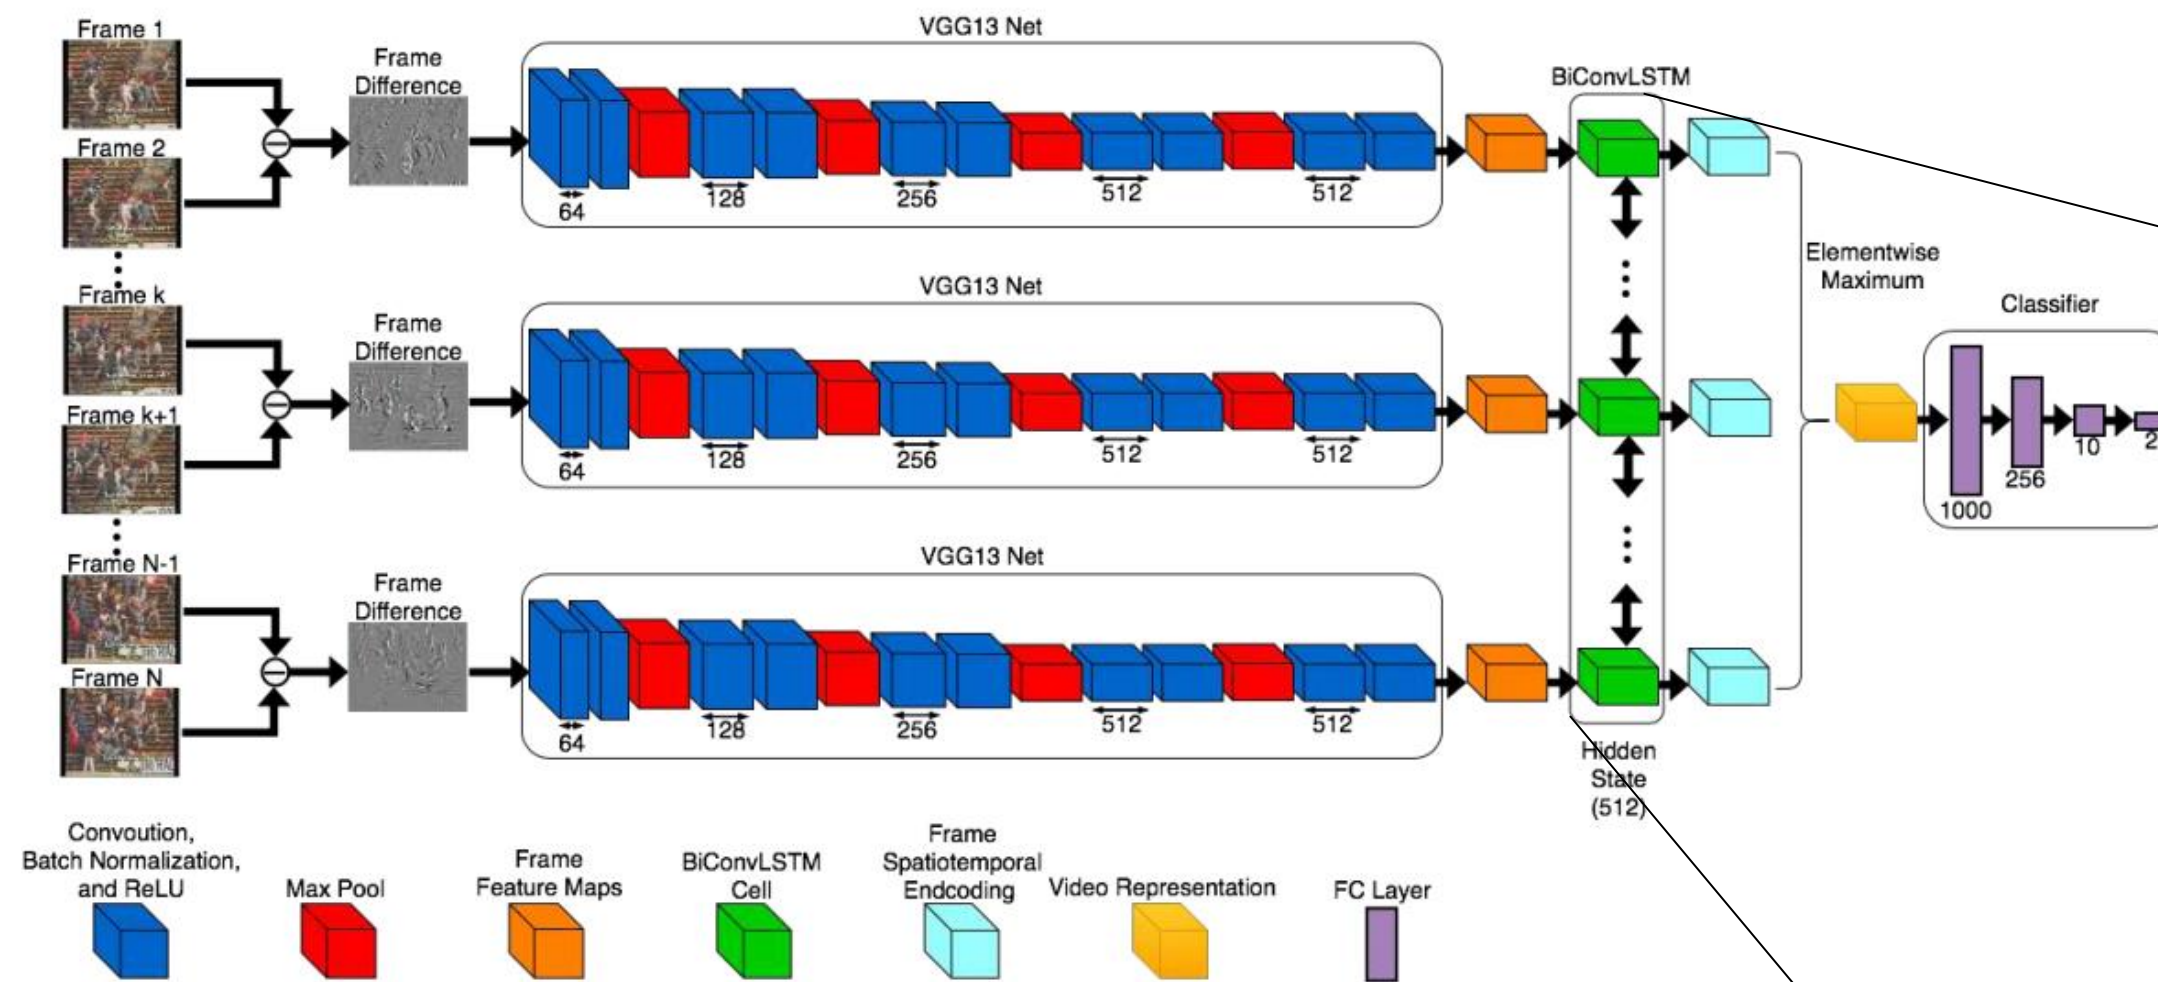 Frame 1
Frame 2
Frame
Difference
VGG13 Net
64
128
256
512
512
BiConvLSTM
Frame k
Frame k+1
Frame
Difference
VGG13 Net
64
128
256
512
512
Elementwise
Maximum
Classifier
1000
256
10
2
Frame N-1
Frame N
Frame
Difference
VGG13 Net
64
128
256
512
512
Hidden
State
(512)
Convoution,
Batch Normalization,
and ReLU
Max Pool
Frame
Feature Maps
BiConvLSTM
Cell
Frame
Spatiotemporal
Endcoding
Video Representation
FC Layer